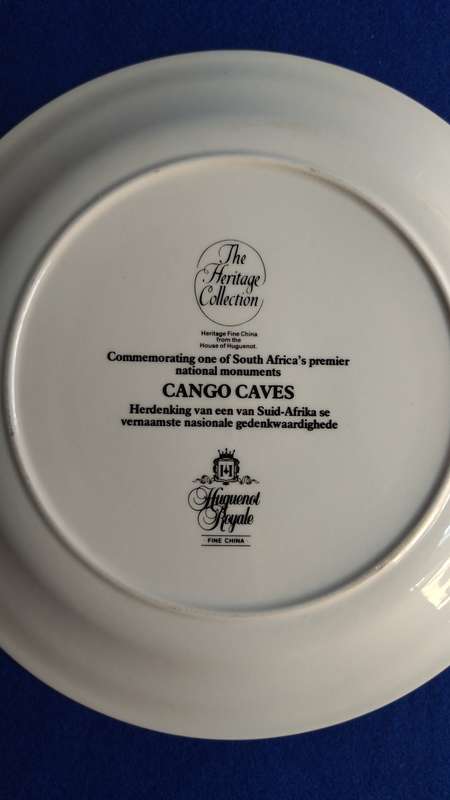 The
Heritage
Collection
Heritage Fine China
from the
House of Huguenot.
Commemorating one of South Africa's premier
national monuments
CANGO CAVES
Herdenking van een van Suid-Afrika se
vernaamste nasionale gedenkwaardighede
H
Huguenot
Royale
FINE CHINA